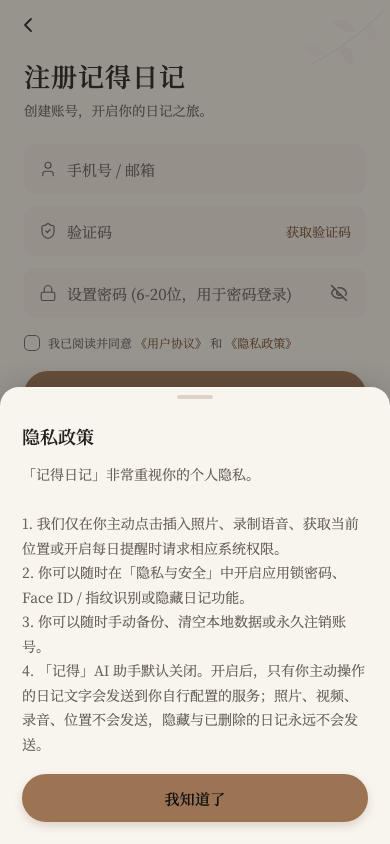 注册记得日记
创建账号，开启你的日记之旅。
手机号 / 邮箱
验证码
获取验证码
设置密码 (6-20位，用于密码登录)
我已阅读并同意 《用户协议》 和 《隐私政策》
隐私政策
「记得日记」非常重视你的个人隐私。
1. 我们仅在你主动点击插入照片、录制语音、获取当前
位置或开启每日提醒时请求相应系统权限。
2. 你可以随时在「隐私与安全」中开启应用锁密码、
Face ID / 指纹识别或隐藏日记功能。
3. 你可以随时手动备份、清空本地数据或永久注销账
号。
4. 「记得」AI 助手默认关闭。开启后，只有你主动操作
的日记文字会发送到你自行配置的服务；照片、视频、
录音、位置不会发送，隐藏与已删除的日记永远不会发
送。
我知道了